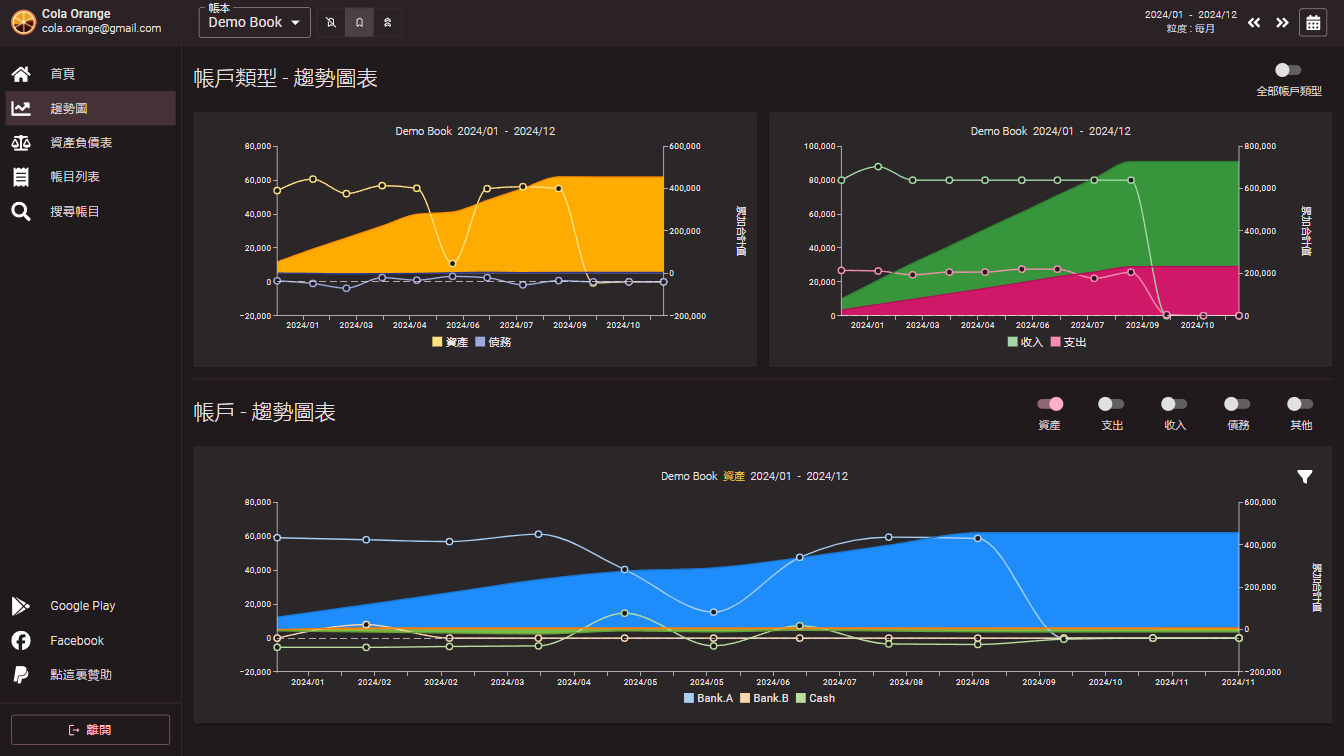 Cola Orange
cola.orange@gmail.com
帳本
Demo Book
2024/01 - 2024/12
粒度 : 每月
首頁
趨勢圖
資產負債表
帳目列表
搜尋帳目
Google Play
Facebook
點這裏贊助
離開
帳戶類型 - 趨勢圖表
全部帳戶類型
Demo Book 2024/01 - 2024/12
80,000
60,000
40,000
20,000
0
−20,000
600,000
400,000
200,000
0
−200,000
累加合計值
2024/01 2024/03 2024/04 2024/06 2024/07 2024/09 2024/10
資產 債務
Demo Book 2024/01 - 2024/12
100,000
80,000
60,000
40,000
20,000
0
800,000
600,000
400,000
200,000
0
累加合計值
2024/01 2024/03 2024/04 2024/06 2024/07 2024/09 2024/10
收入 支出
帳戶 - 趨勢圖表
資產 支出 收入 債務 其他
Demo Book 資產 2024/01 - 2024/12
80,000
60,000
40,000
20,000
0
−20,000
600,000
400,000
200,000
0
−200,000
累加合計值
2024/01 2024/02 2024/02 2024/03 2024/04 2024/05 2024/05 2024/06 2024/07 2024/08 2024/08 2024/09 2024/10 2024/11 2024/11
Bank.A Bank.B Cash